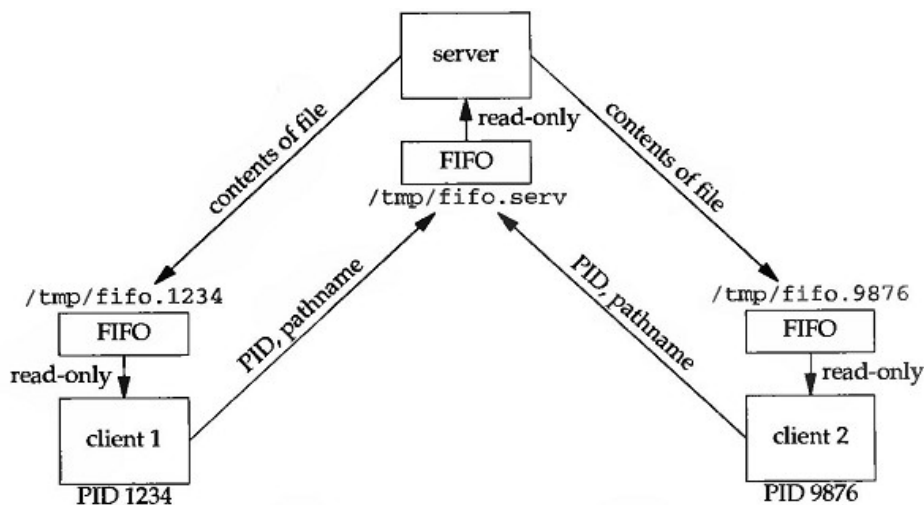 server
read-only
contents of file
contents of file
FIFO
/tmp/fifo.serv
/tmp/fifo.1234
FIFO
read-only
client 1
PID 1234
PID, pathname
PID, pathname
/tmp/fifo.9876
FIFO
read-only
client 2
PID 9876